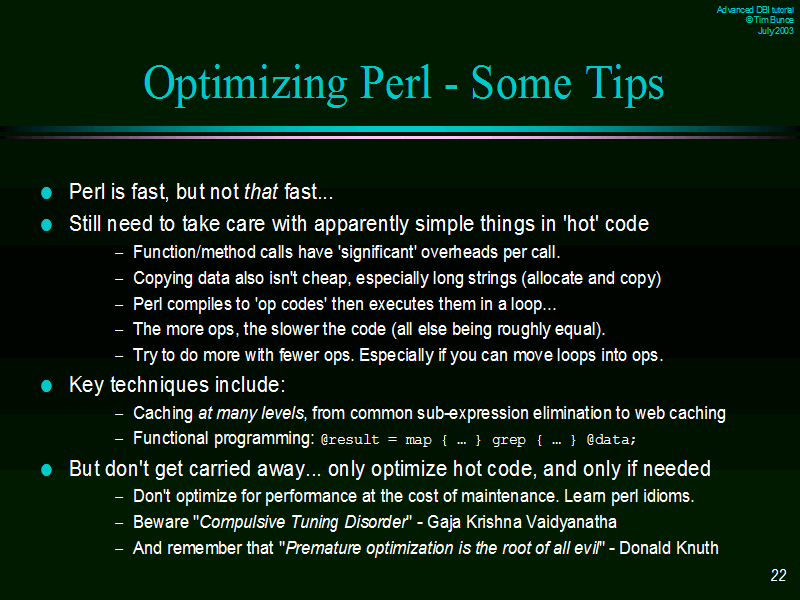 Advanced DBI tutorial
© Tim Bunce
July 2003
Optimizing Perl - Some Tips
Perl is fast, but not that fast...
Still need to take care with apparently simple things in 'hot' code
– Function/method calls have 'significant' overheads per call.
– Copying data also isn't cheap, especially long strings (allocate and copy)
– Perl compiles to 'op codes' then executes them in a loop...
– The more ops, the slower the code (all else being roughly equal).
– Try to do more with fewer ops. Especially if you can move loops into ops.
Key techniques include:
– Caching at many levels, from common sub-expression elimination to web caching
– Functional programming: @result = map { … } grep { … } @data;
But don't get carried away... only optimize hot code, and only if needed
– Don't optimize for performance at the cost of maintenance. Learn perl idioms.
– Beware "Compulsive Tuning Disorder" - Gaja Krishna Vaidyanatha
– And remember that "Premature optimization is the root of all evil" - Donald Knuth
22